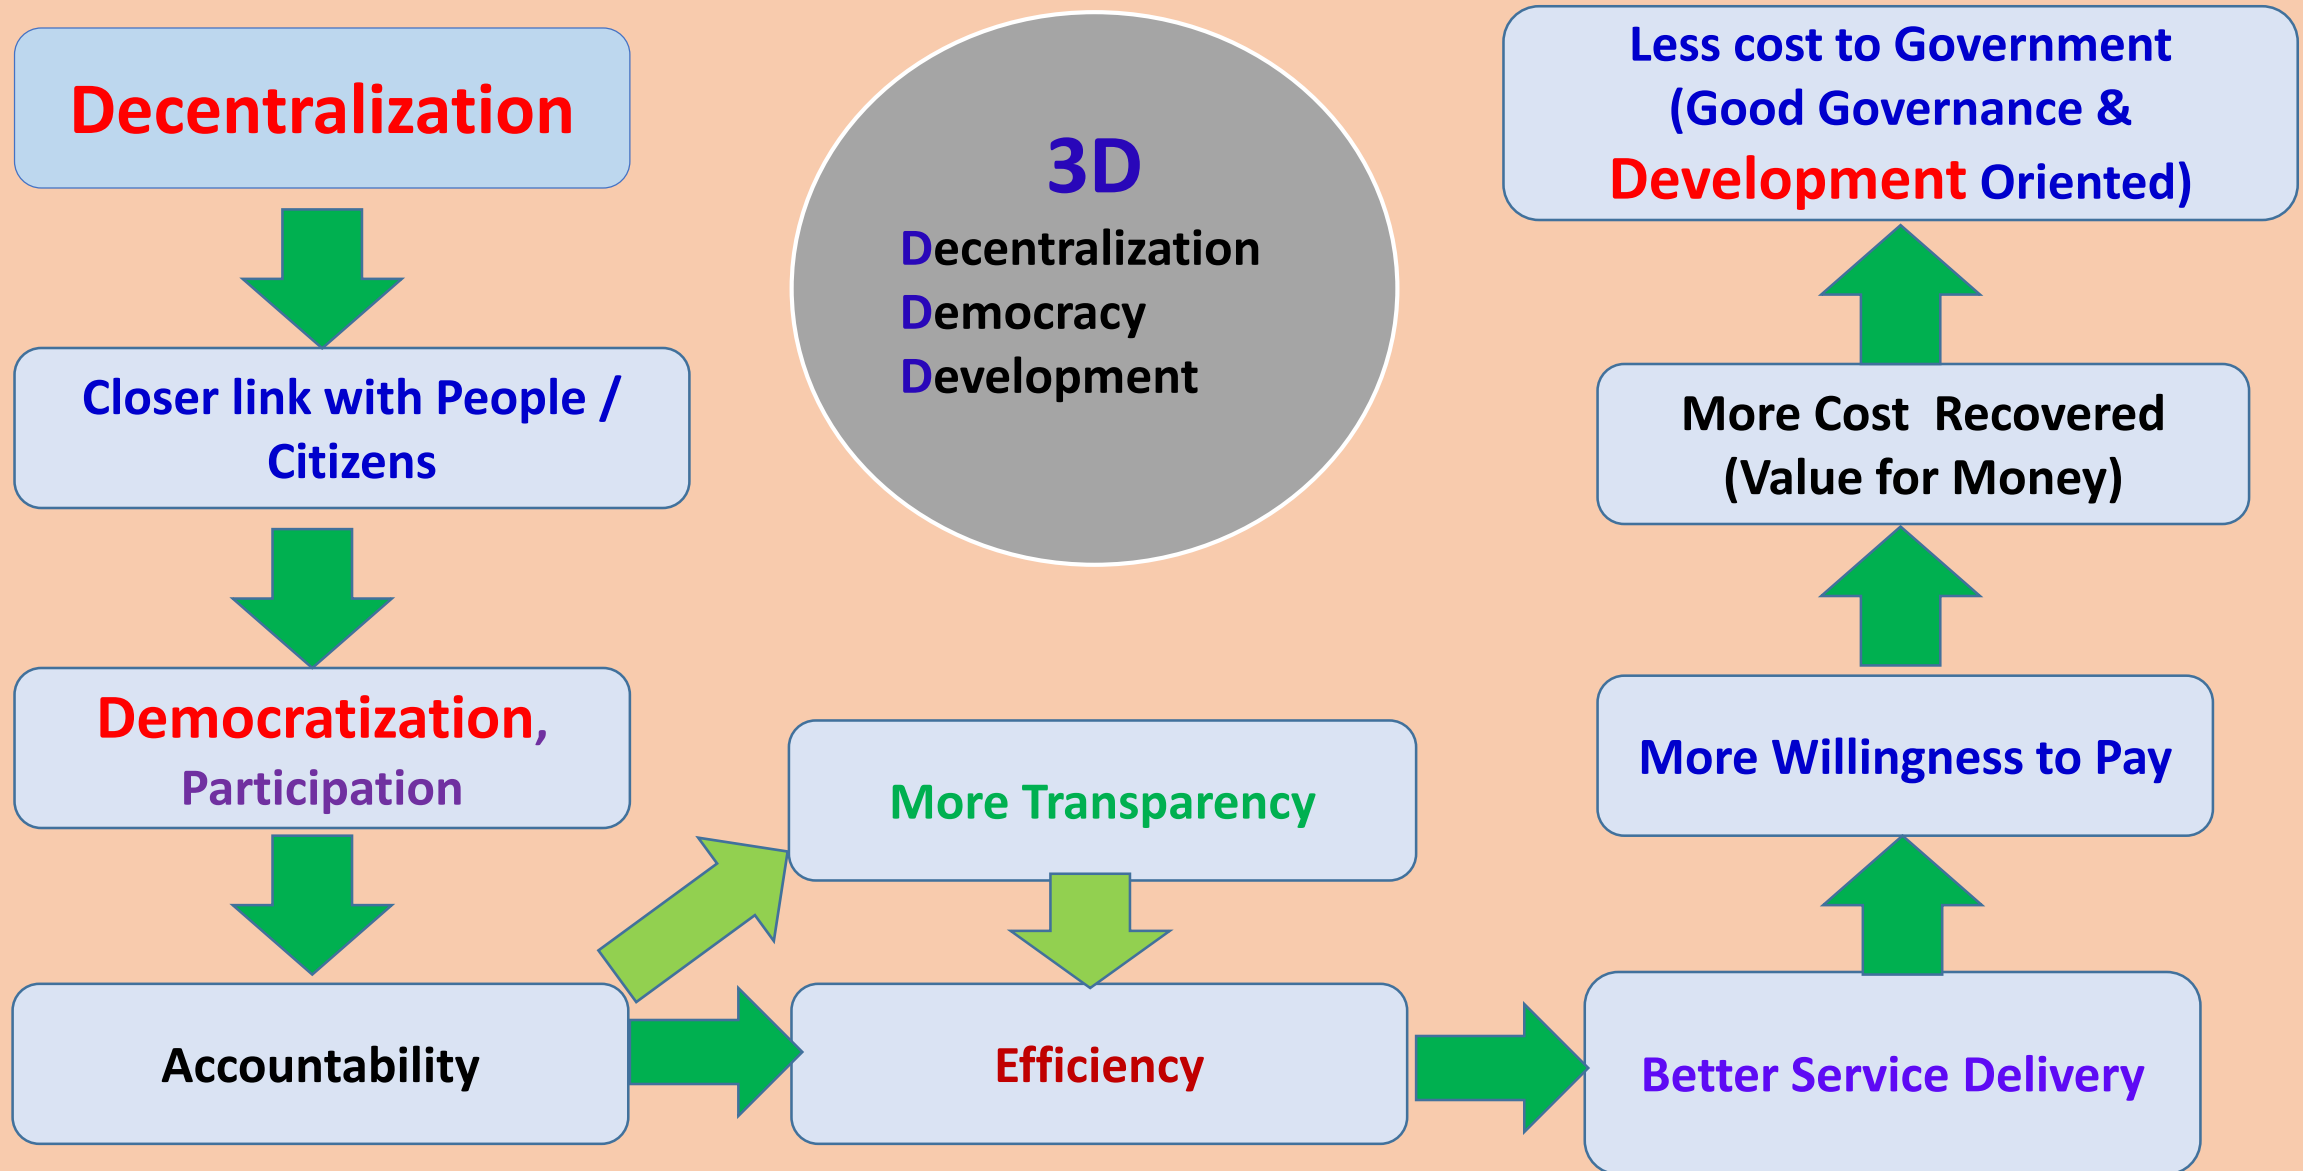 Decentralization
Closer link with People /
Citizens
Democratization,
Participation
Accountability
3D
Decentralization
Democracy
Development
More Transparency
Efficiency
Less cost to Government
(Good Governance &
Development Oriented)
More Cost Recovered
(Value for Money)
More Willingness to Pay
Better Service Delivery